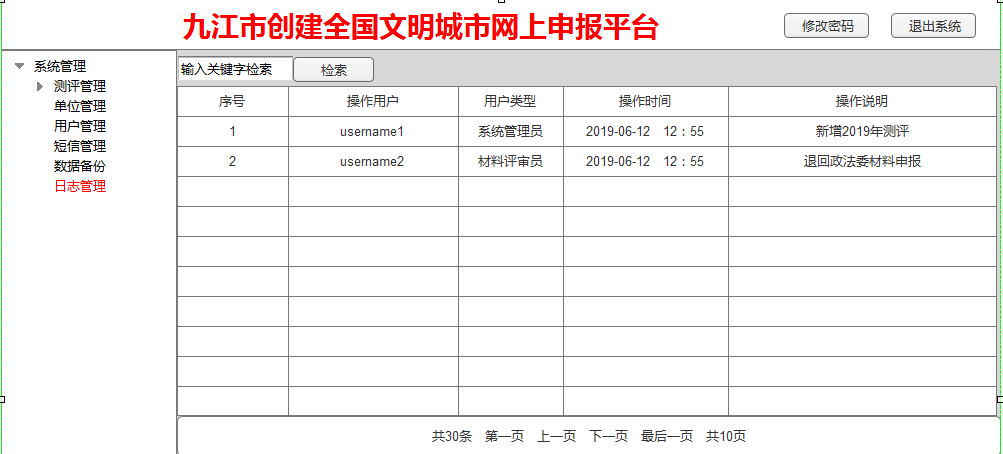 九江市创建全国文明城市网上申报平台
修改密码 退出系统
系统管理
测评管理
单位管理
用户管理
短信管理
数据备份
日志管理
输入关键字检索 检索
序号 操作用户 用户类型 操作时间 操作说明
1 username1 系统管理员 2019-06-12 12：55 新增2019年测评
2 username2 材料评审员 2019-06-12 12：55 退回政法委材料申报
共30条 第一页 上一页 下一页 最后一页 共10页